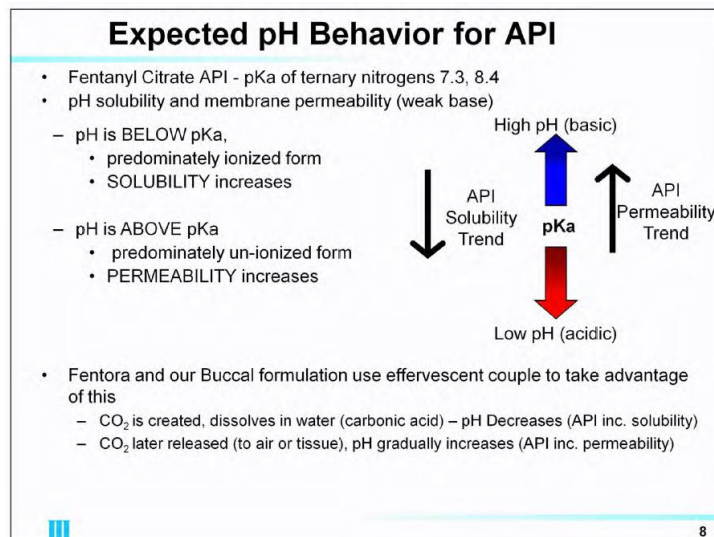 Expected pH Behavior for API
• Fentanyl Citrate API - pKa of ternary nitrogens 7.3, 8.4
• pH solubility and membrane permeability (weak base)
– pH is BELOW pKa,
• predominately ionized form
• SOLUBILITY increases
– pH is ABOVE pKa
• predominately un-ionized form
• PERMEABILITY increases
High pH (basic)
API
Solubility
Trend
pKa
API
Permeability
Trend
Low pH (acidic)
• Fentora and our Buccal formulation use effervescent couple to take advantage
of this
– CO₂ is created, dissolves in water (carbonic acid) – pH Decreases (API inc. solubility)
– CO₂ later released (to air or tissue), pH gradually increases (API inc. permeability)
8